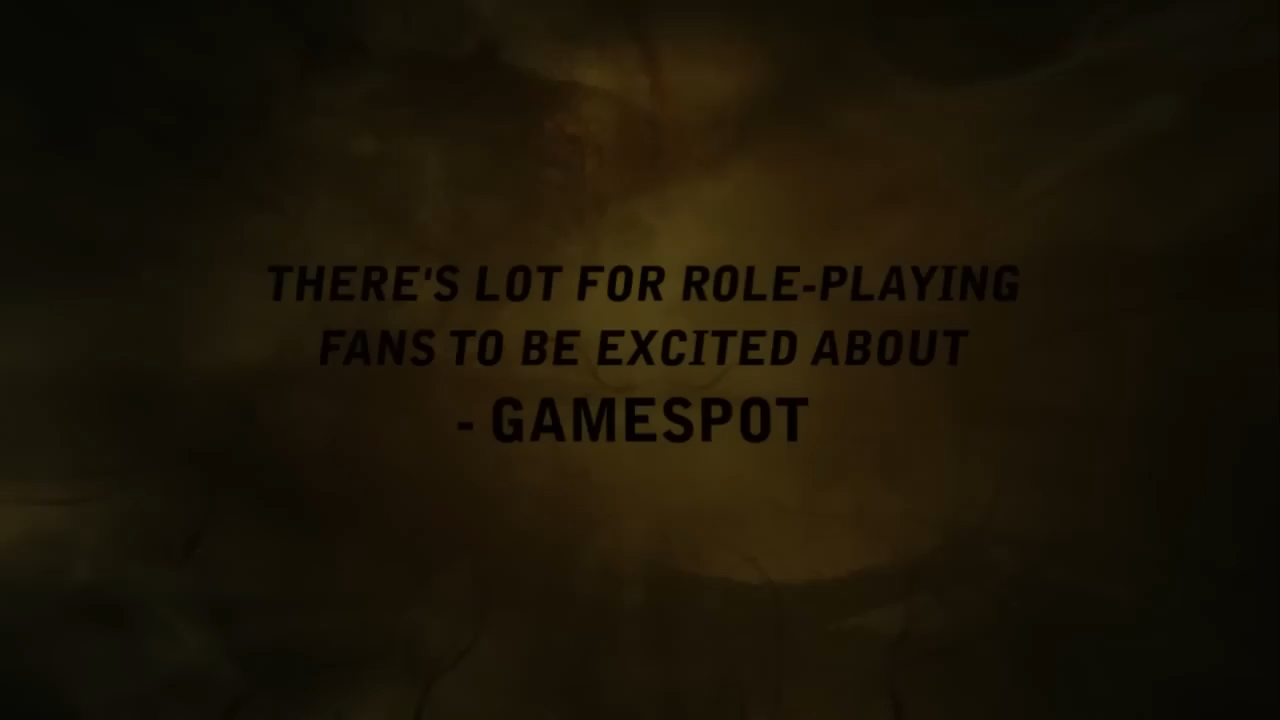 THERE'S LOT FOR ROLE-PLAYING
FANS TO BE EXCITED ABOUT
- GAMESPOT